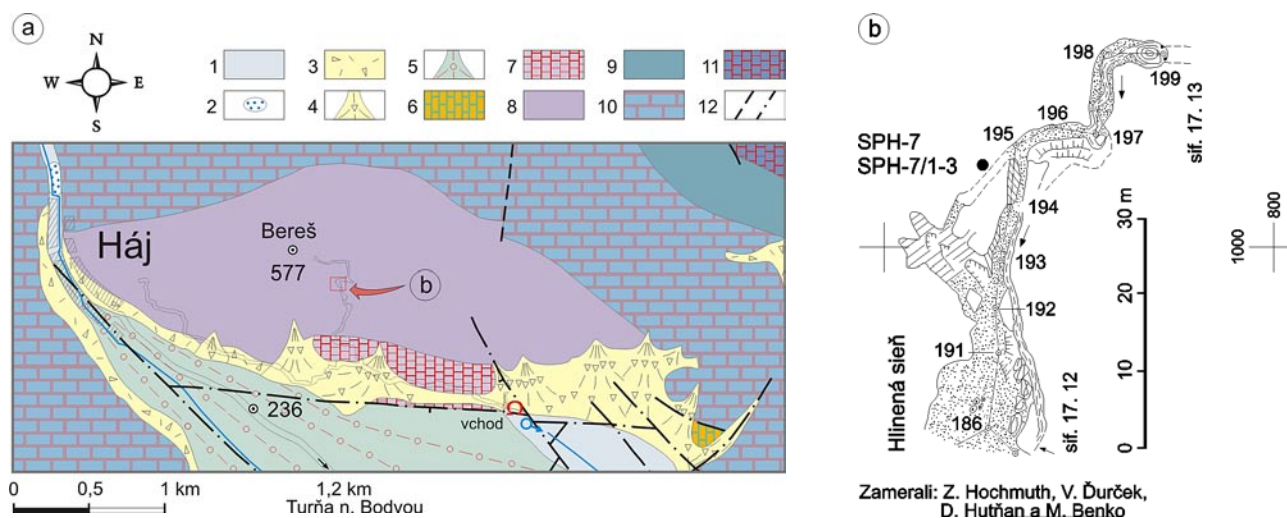 a
N
W E
S
1
2
3
4
5
6
7
8
9
10
11
12
Háj
Bereš
577
b
236
vchod
0 0,5 1 km
1,2 km
Turňa n. Bodvou
b
198
199
196
195
197
SPH-7
SPH-7/1-3
sif. 17. 13
194
30 m
800
1000
193
20
192
191
10
Hlinená sieň
186
sif. 17. 12
0
Zamerali: Z. Hochmuth, V. Ďurček,
D. Hutňan a M. Benko